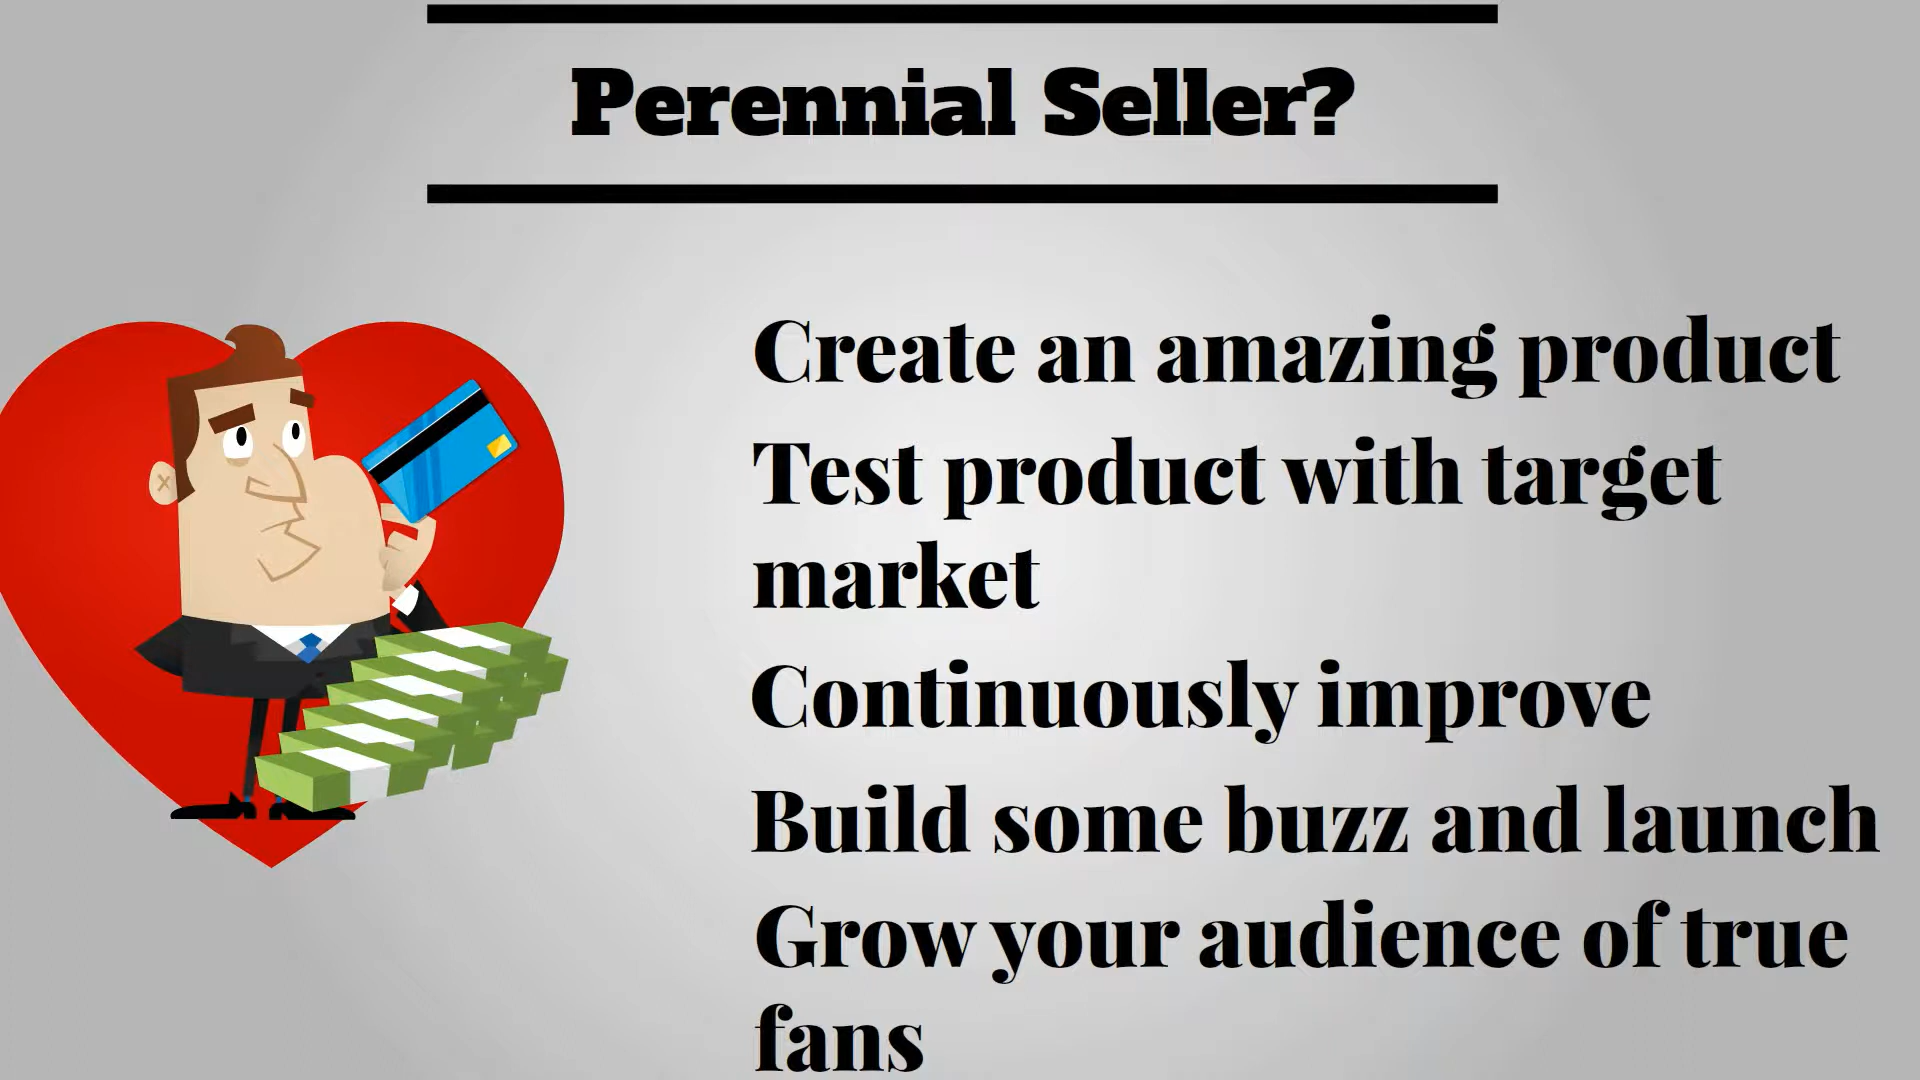 Perennial Seller?
Create an amazing product
Test product with target
market
Continuously improve
Build some buzz and launch
Grow your audience of true
fans